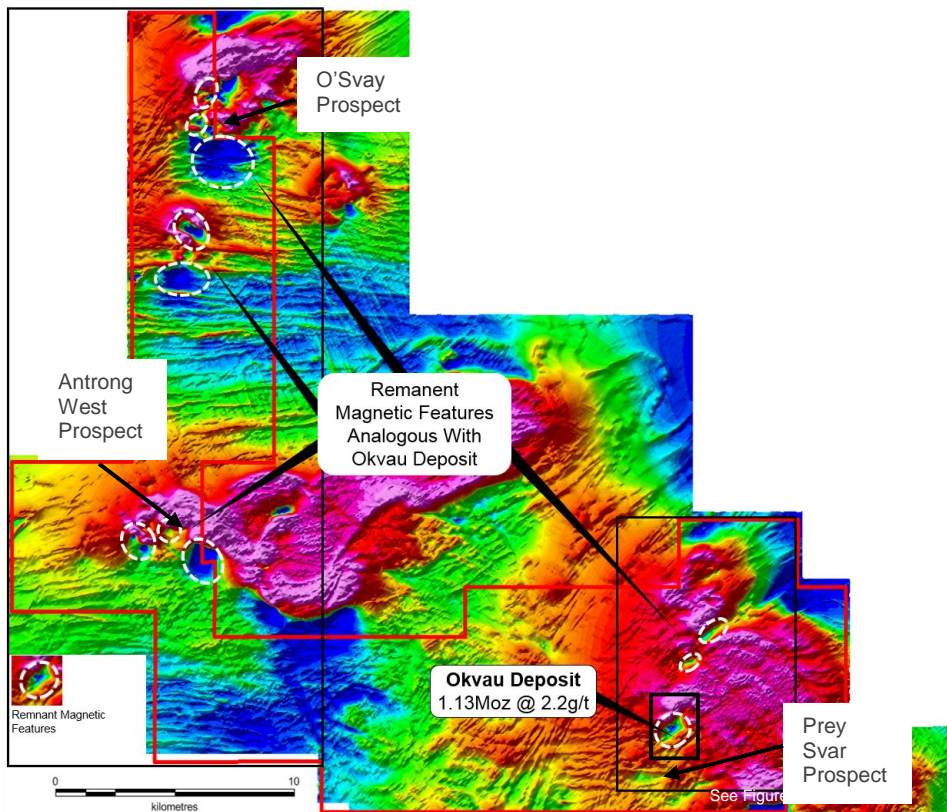 O'Svay
Prospect
Antrong
West
Prospect
Remanent
Magnetic Features
Analogous With
Okvau Deposit
Okvau Deposit
1.13Moz @ 2.2g/t
Remnant Magnetic
Features
Prey
Svar
Prospect
See Figure
0 10
kilometres